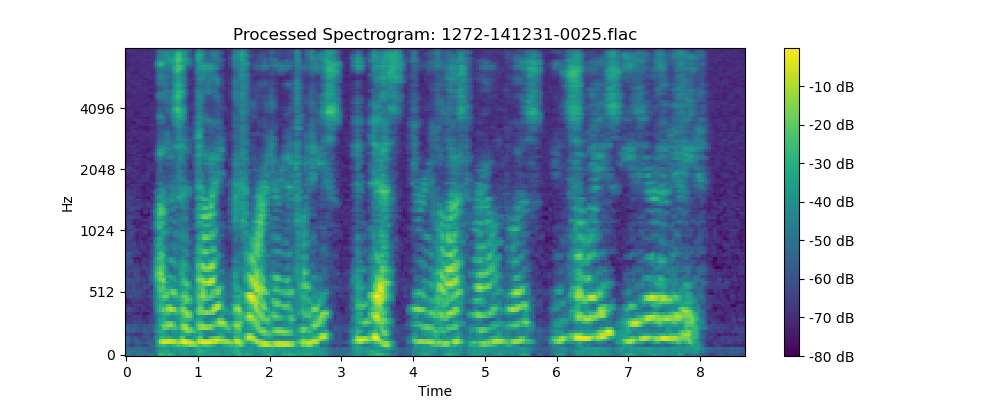 Processed Spectrogram: 1272-141231-0025.flac
Hz
4096
2048
1024
512
0
0 1 2 3 4 5 6 7 8
Time
-10 dB
-20 dB
-30 dB
-40 dB
-50 dB
-60 dB
-70 dB
-80 dB